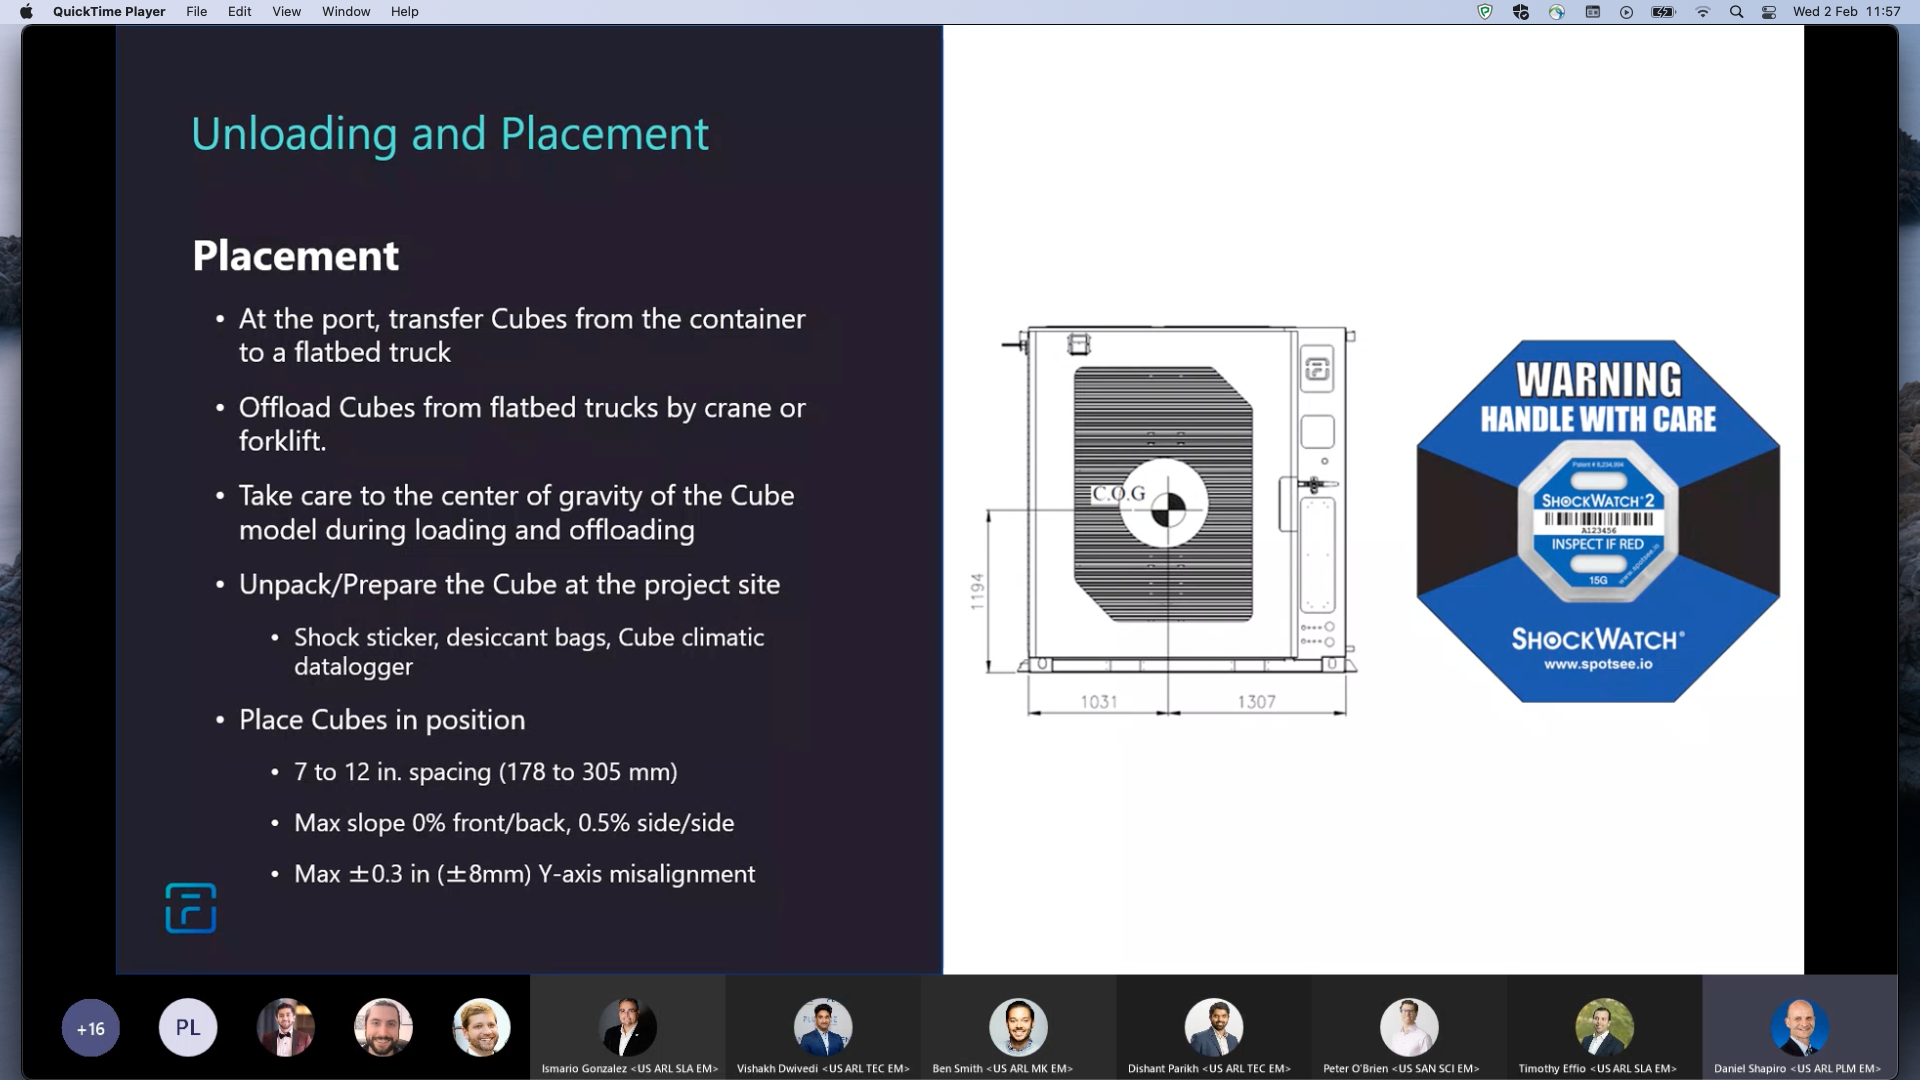 QuickTime Player File Edit View Window Help
Wed 2 Feb 11:57
Unloading and Placement
Placement
• At the port, transfer Cubes from the container
to a flatbed truck
• Offload Cubes from flatbed trucks by crane or
forklift.
• Take care to the center of gravity of the Cube
model during loading and offloading
• Unpack/Prepare the Cube at the project site
• Shock sticker, desiccant bags, Cube climatic
datalogger
• Place Cubes in position
• 7 to 12 in. spacing (178 to 305 mm)
• Max slope 0% front/back, 0.5% side/side
• Max ±0.3 in (±8mm) Y-axis misalignment
C.O.G
1194
1031
1307
WARNING
HANDLE WITH CARE
Patent # 8,234,994
SHOCKWATCH® 2
A123456
INSPECT IF RED
www.spotsee.io
15G
SHOCKWATCH®
www.spotsee.io
+16
PL
Ismario Gonzalez <US ARL SLA EM>
Vishakh Dwivedi <US ARL TEC EM>
Ben Smith <US ARL MK EM>
Dishant Parikh <US ARL TEC EM>
Peter O'Brien <US SAN SCI EM>
Timothy Effio <US ARL SLA EM>
Daniel Shapiro <US ARL PLM EM>